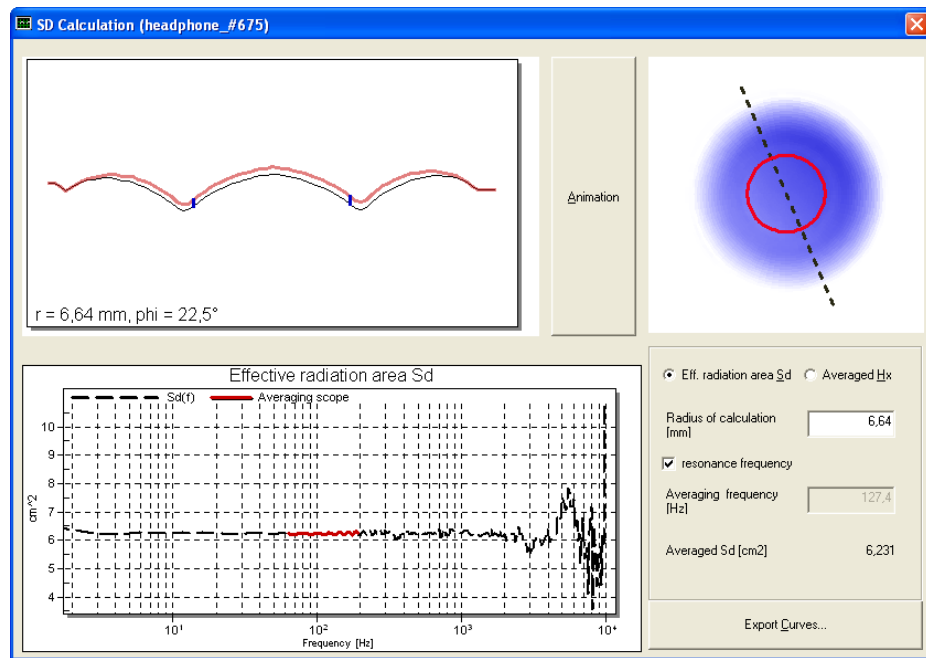 SD Calculation (headphone_#675)
r = 6,64 mm, phi = 22,5°
Animation
Effective radiation area Sd
Sd(f) Averaging scope
10
9
8
7
6
5
4
cm^2
10¹ 10² 10³ 10⁴
Frequency [Hz]
Eff. radiation area Sd Averaged Hx
Radius of calculation
[mm] 6,64
resonance frequency
Averaging frequency
[Hz] 127,4
Averaged Sd [cm2] 6,231
Export Curves...